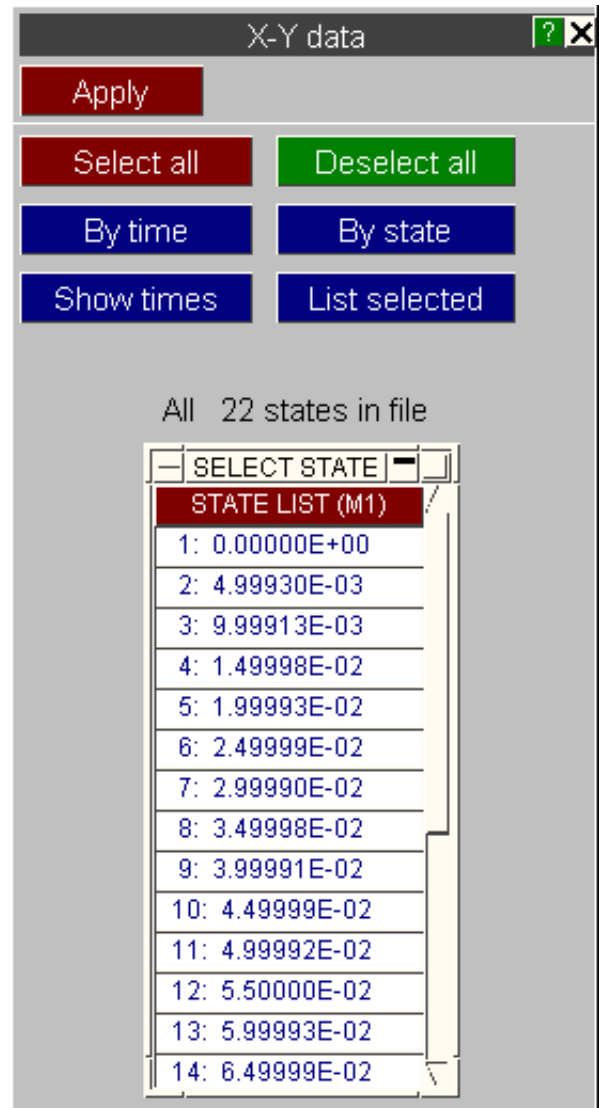 X-Y data ?
Apply
Select all Deselect all
By time By state
Show times List selected
All 22 states in file
SELECT STATE
STATE LIST (M1)
1: 0.00000E+00
2: 4.99930E-03
3: 9.99913E-03
4: 1.49998E-02
5: 1.99993E-02
6: 2.49999E-02
7: 2.99990E-02
8: 3.49998E-02
9: 3.99991E-02
10: 4.49999E-02
11: 4.99992E-02
12: 5.50000E-02
13: 5.99993E-02
14: 6.49999E-02